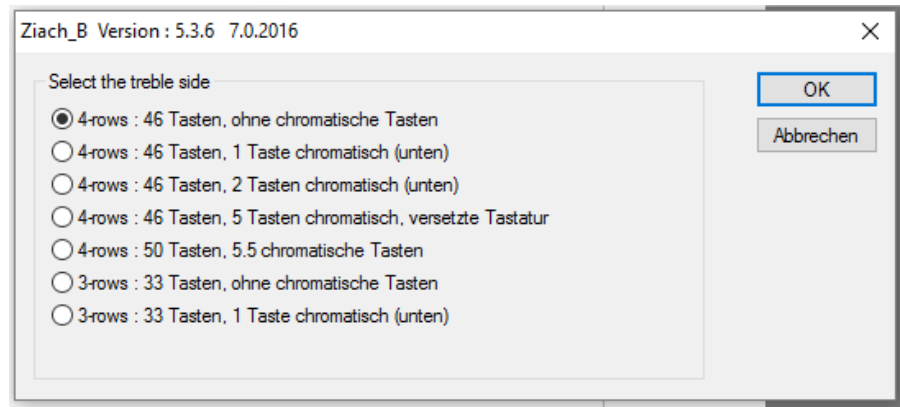 Ziach_B Version : 5.3.6 7.0.2016
Select the treble side
OK
4-rows : 46 Tasten, ohne chromatische Tasten
Abbrechen
4-rows : 46 Tasten, 1 Taste chromatisch (unten)
4-rows : 46 Tasten, 2 Tasten chromatisch (unten)
4-rows : 46 Tasten, 5 Tasten chromatisch, versetzte Tastatur
4-rows : 50 Tasten, 5.5 chromatische Tasten
3-rows : 33 Tasten, ohne chromatische Tasten
3-rows : 33 Tasten, 1 Taste chromatisch (unten)